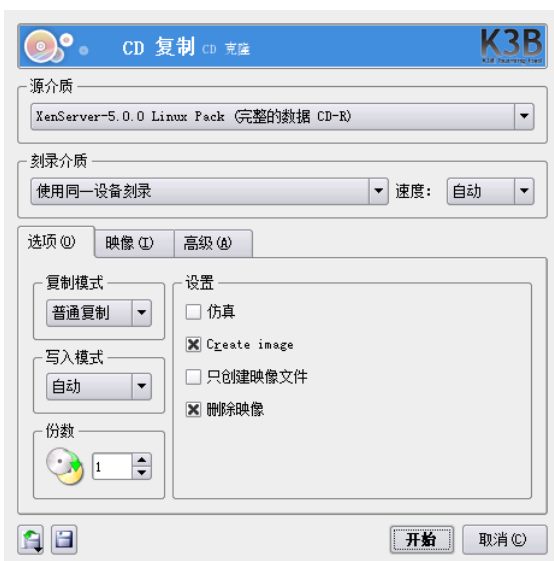 CD 复制 CD 克隆
K3B
源介质
XenServer-5.0.0 Linux Pack (完整的数据 CD-R)
刻录介质
使用同一设备刻录 速度： 自动
选项(O) 映像(I) 高级(A)
复制模式
普通复制
写入模式
自动
份数
1
设置
仿真
Create image
只创建映像文件
删除映像
开始 取消(C)